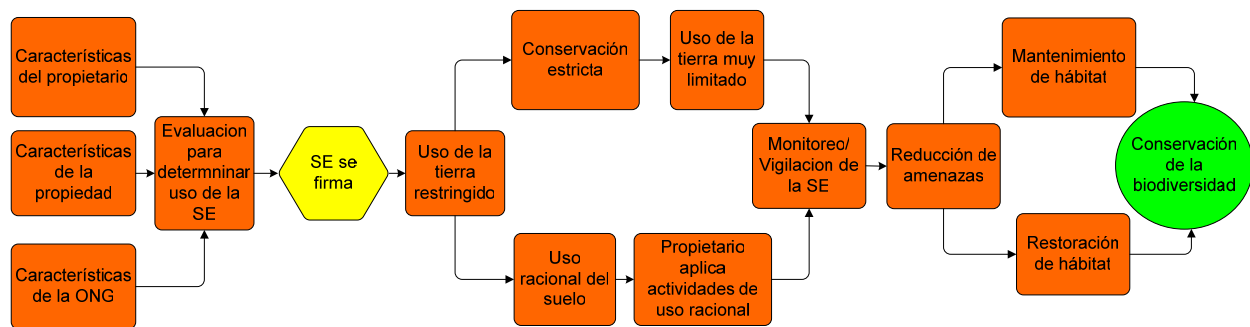 Características
del propietario
Características
de la
propiedad
Características
de la ONG
Evaluacion
para
determninar
uso de la
SE
SE se
firma
Uso de la
tierra
restringido
Conservación
estricta
Uso de la
tierra muy
limitado
Uso
racional del
suelo
Propietario
aplica
actividades de
uso racional
Monitoreo/
Vigilacion de
la SE
Reducción de
amenazas
Mantenimiento
de hábitat
Restoración
de hábitat
Conservación
de la
biodiversidad